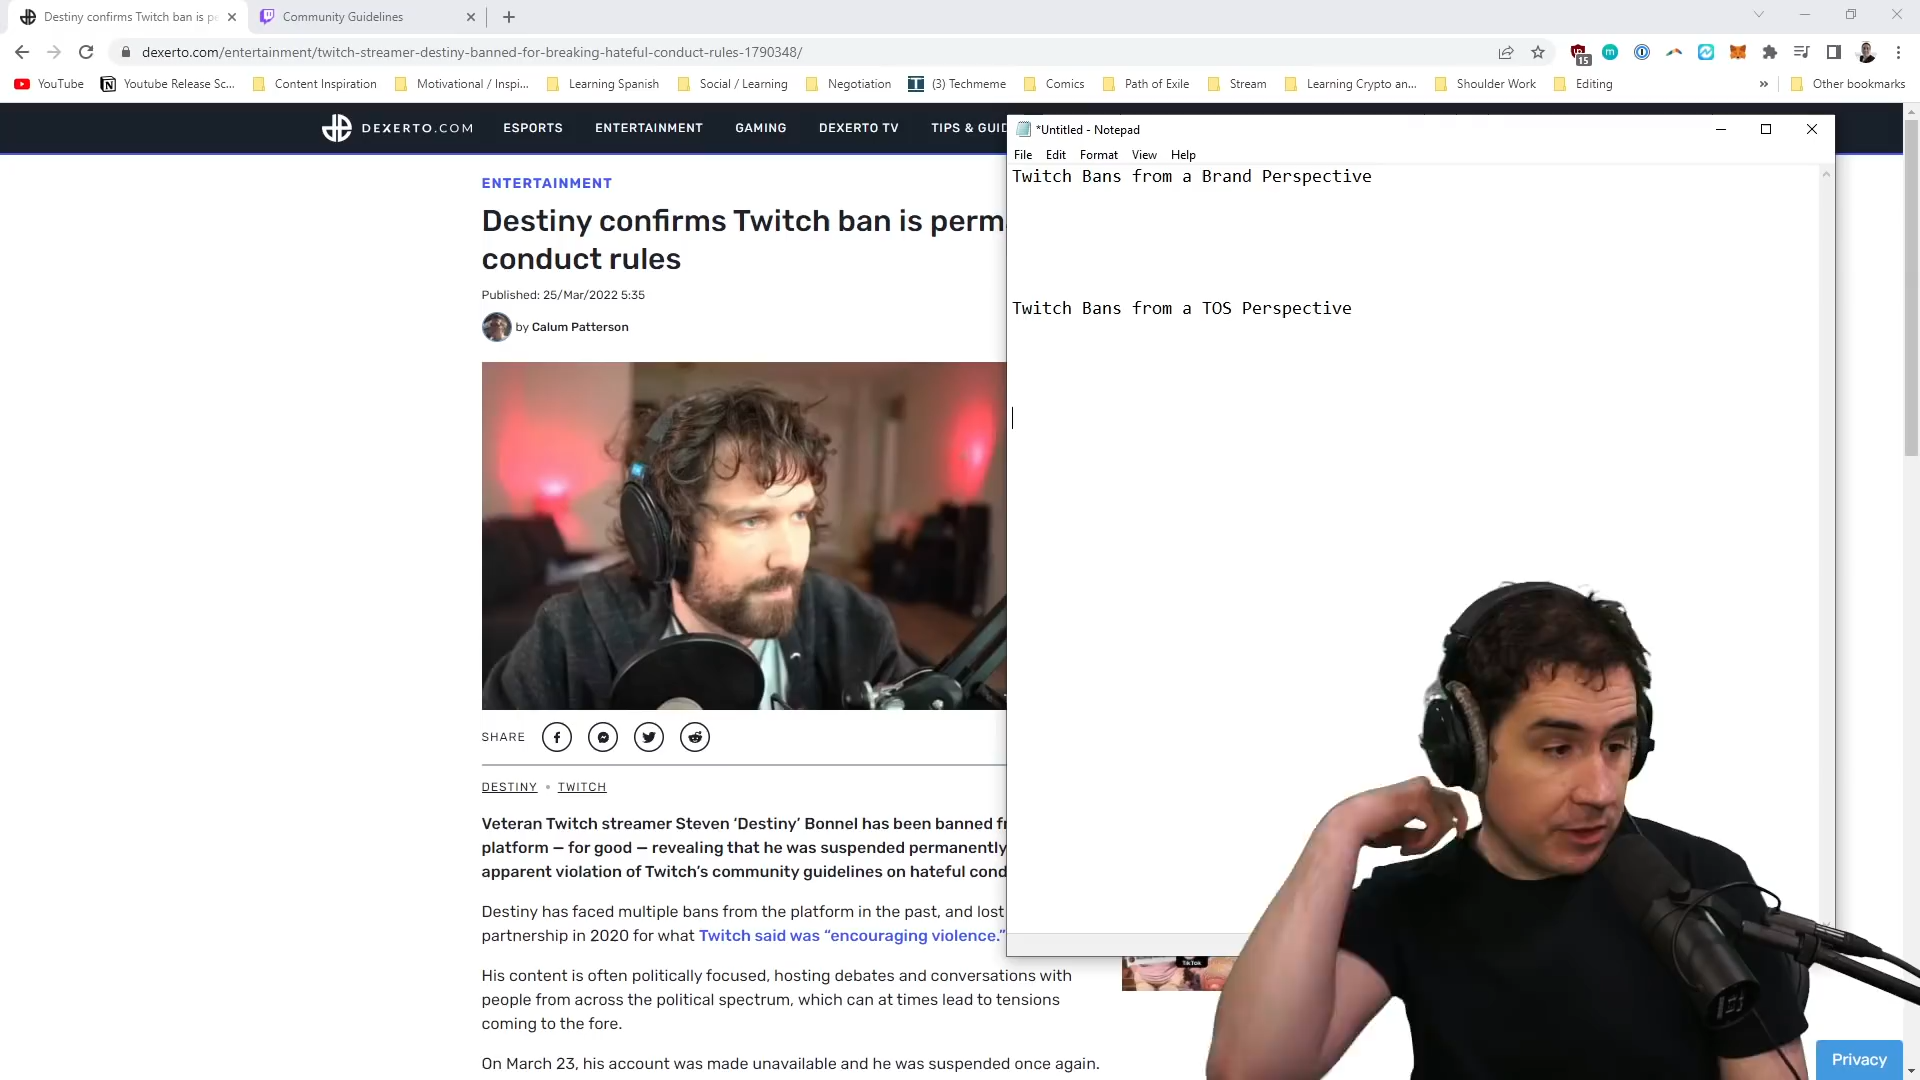 Destiny confirms Twitch ban is pe
Community Guidelines
dexerto.com/entertainment/twitch-streamer-destiny-banned-for-breaking-hateful-conduct-rules-1790348/
15
YouTube
Youtube Release Sc...
Content Inspiration
Motivational / Inspi...
Learning Spanish
Social / Learning
Negotiation
(3) Techmeme
Comics
Path of Exile
Stream
Learning Crypto an...
Shoulder Work
Editing
»
Other bookmarks
DEXERTO.COM
ESPORTS
ENTERTAINMENT
GAMING
DEXERTO TV
TIPS & GUID
ENTERTAINMENT
Destiny confirms Twitch ban is perm
conduct rules
Published: 25/Mar/2022 5:35
by Calum Patterson
SHARE
DESTINY • TWITCH
Veteran Twitch streamer Steven ‘Destiny’ Bonnel has been banned f
platform — for good — revealing that he was suspended permanently
apparent violation of Twitch’s community guidelines on hateful cond
Destiny has faced multiple bans from the platform in the past, and lost
partnership in 2020 for what Twitch said was “encouraging violence.”
His content is often politically focused, hosting debates and conversations with
people from across the political spectrum, which can at times lead to tensions
coming to the fore.
On March 23, his account was made unavailable and he was suspended once again.
*Untitled - Notepad
File Edit Format View Help
Twitch Bans from a Brand Perspective
Twitch Bans from a TOS Perspective
TikTok
Privacy